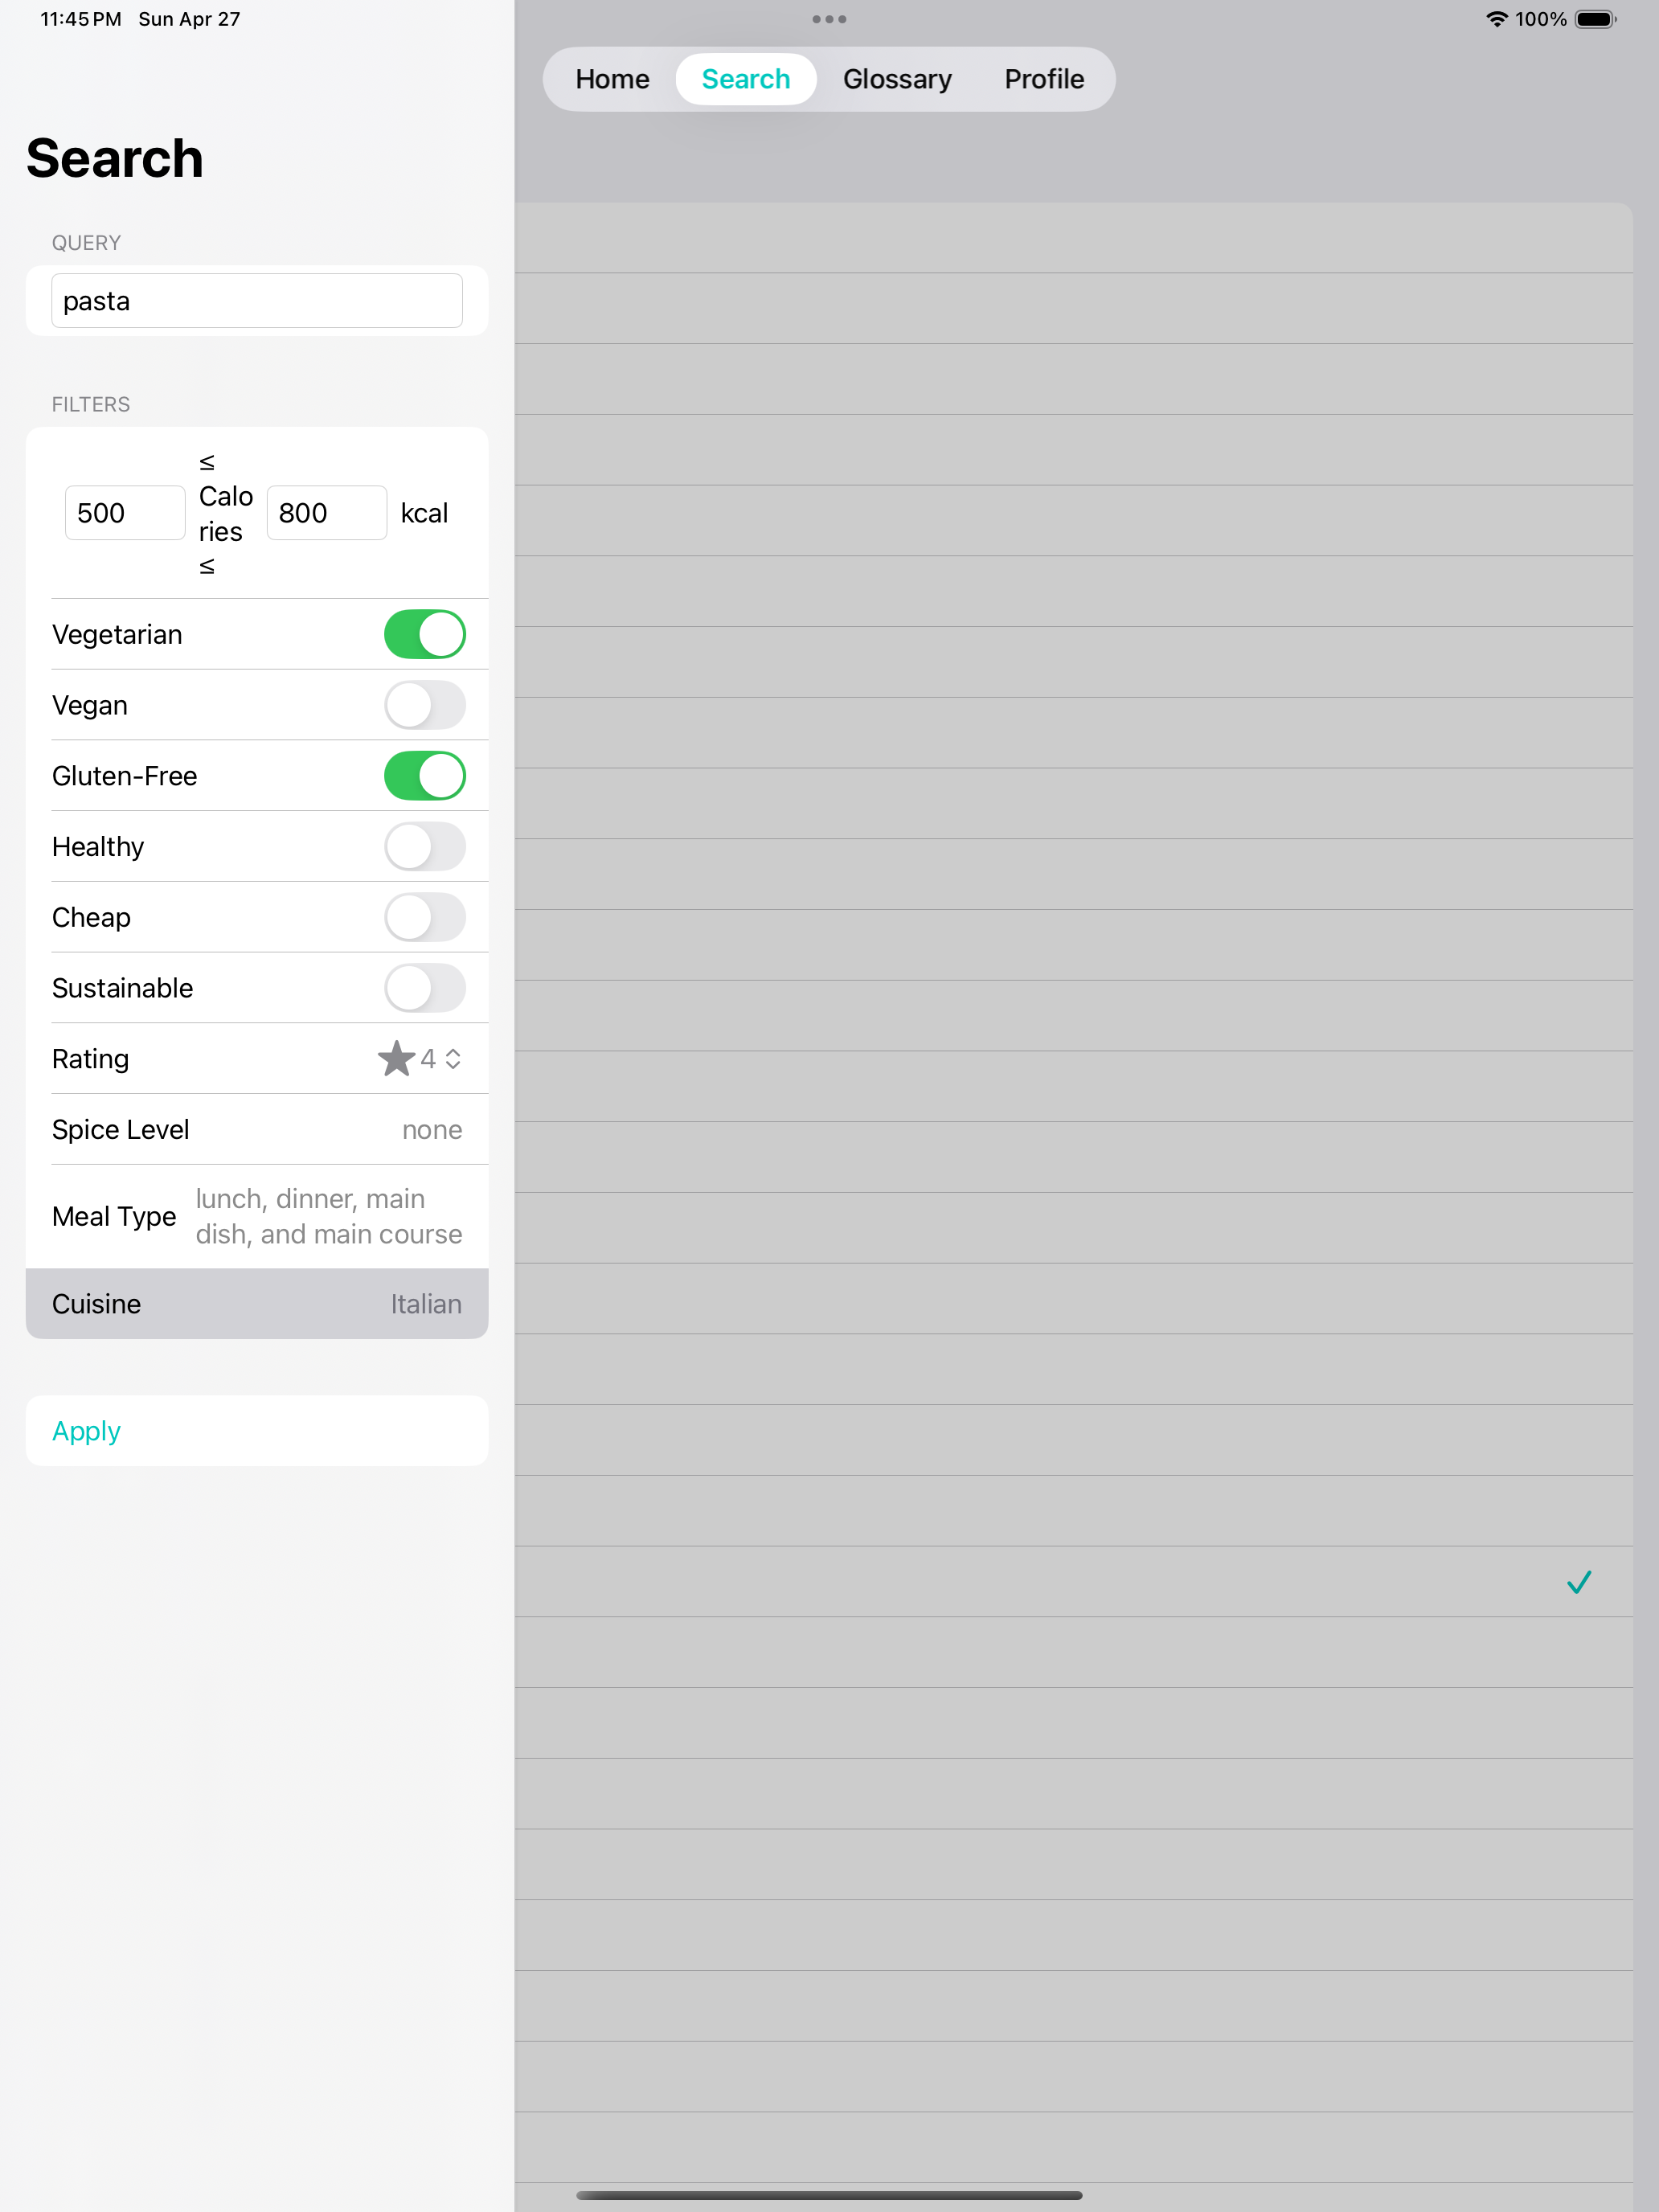 11:45 PM Sun Apr 27
100%
Home Search Glossary Profile
Search
QUERY
pasta
FILTERS
500 ≤ Calo
ries ≤ 800 kcal
Vegetarian
Vegan
Gluten-Free
Healthy
Cheap
Sustainable
Rating 4
Spice Level none
Meal Type lunch, dinner, main
dish, and main course
Cuisine Italian
Apply